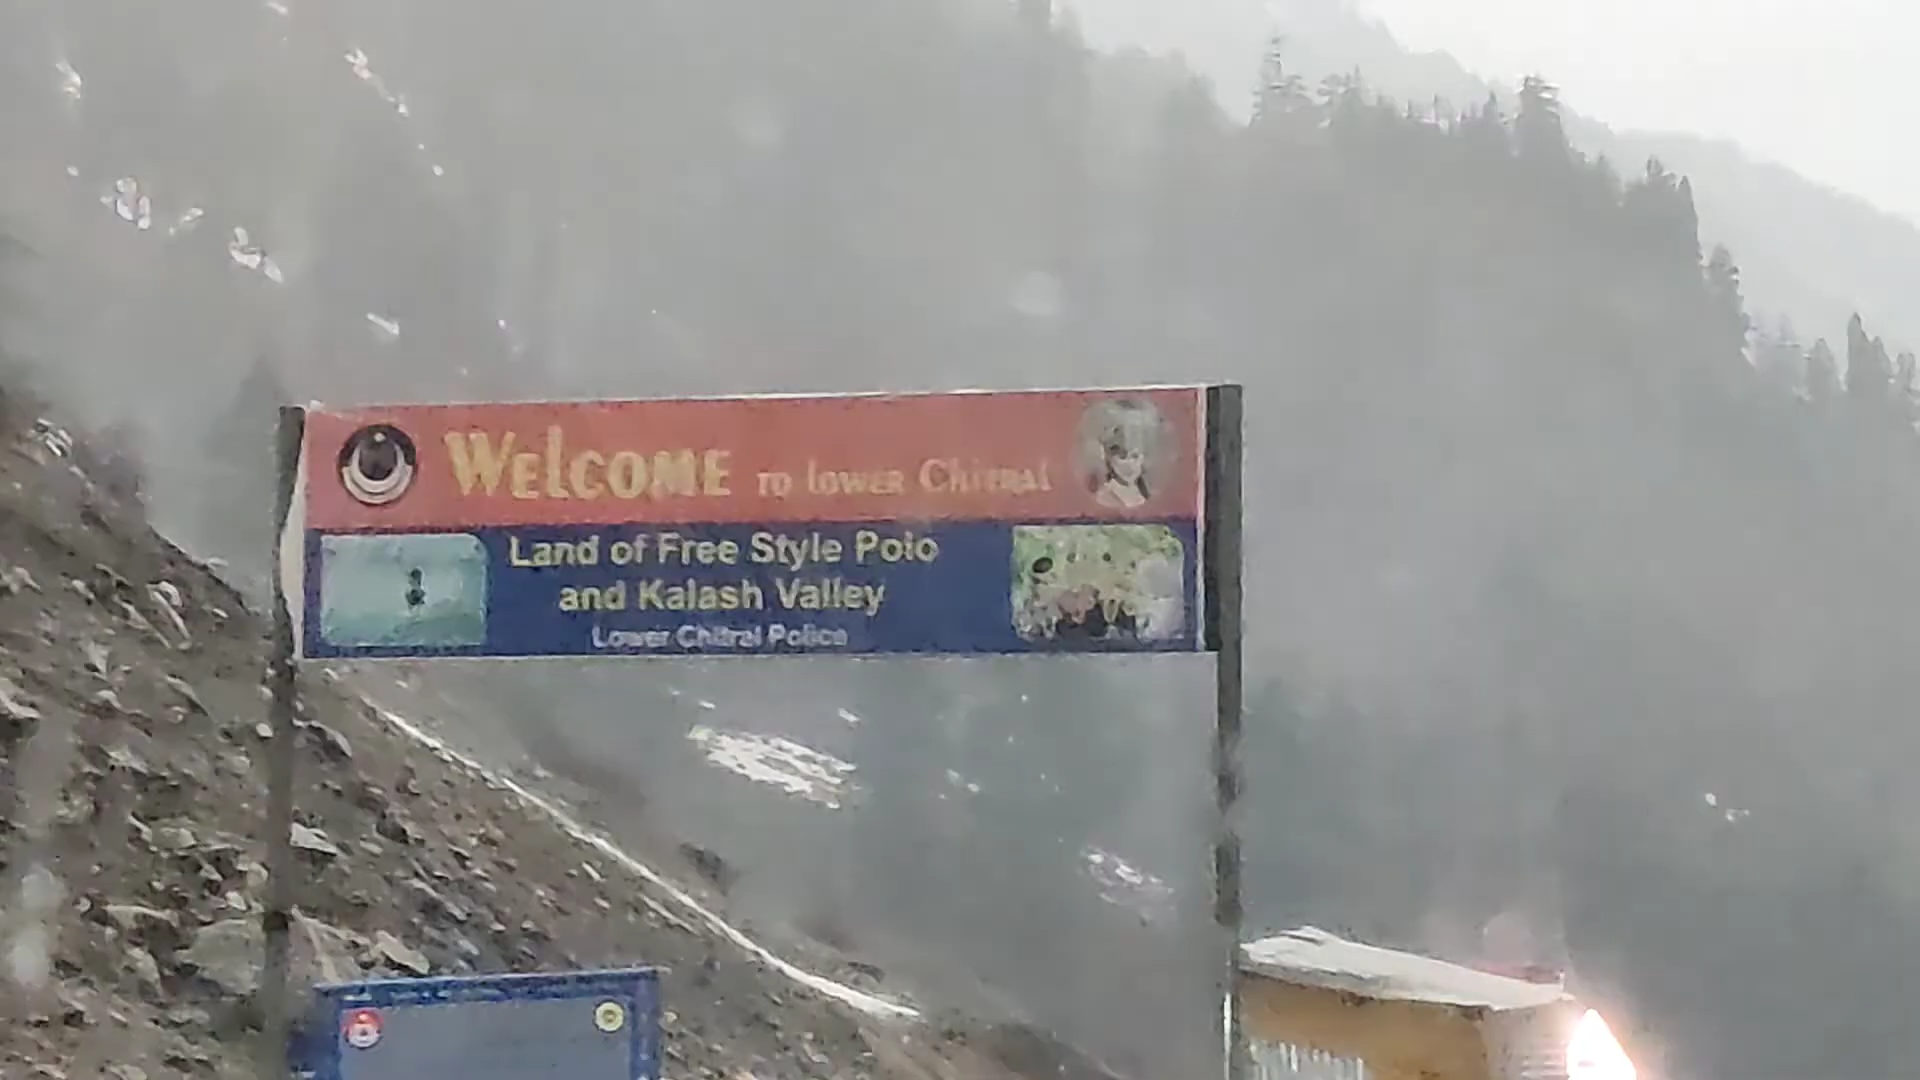 WELCOME TO LOWER CHITRAL
Land of Free Style Polo
and Kalash Valley
Lower Chitral Police